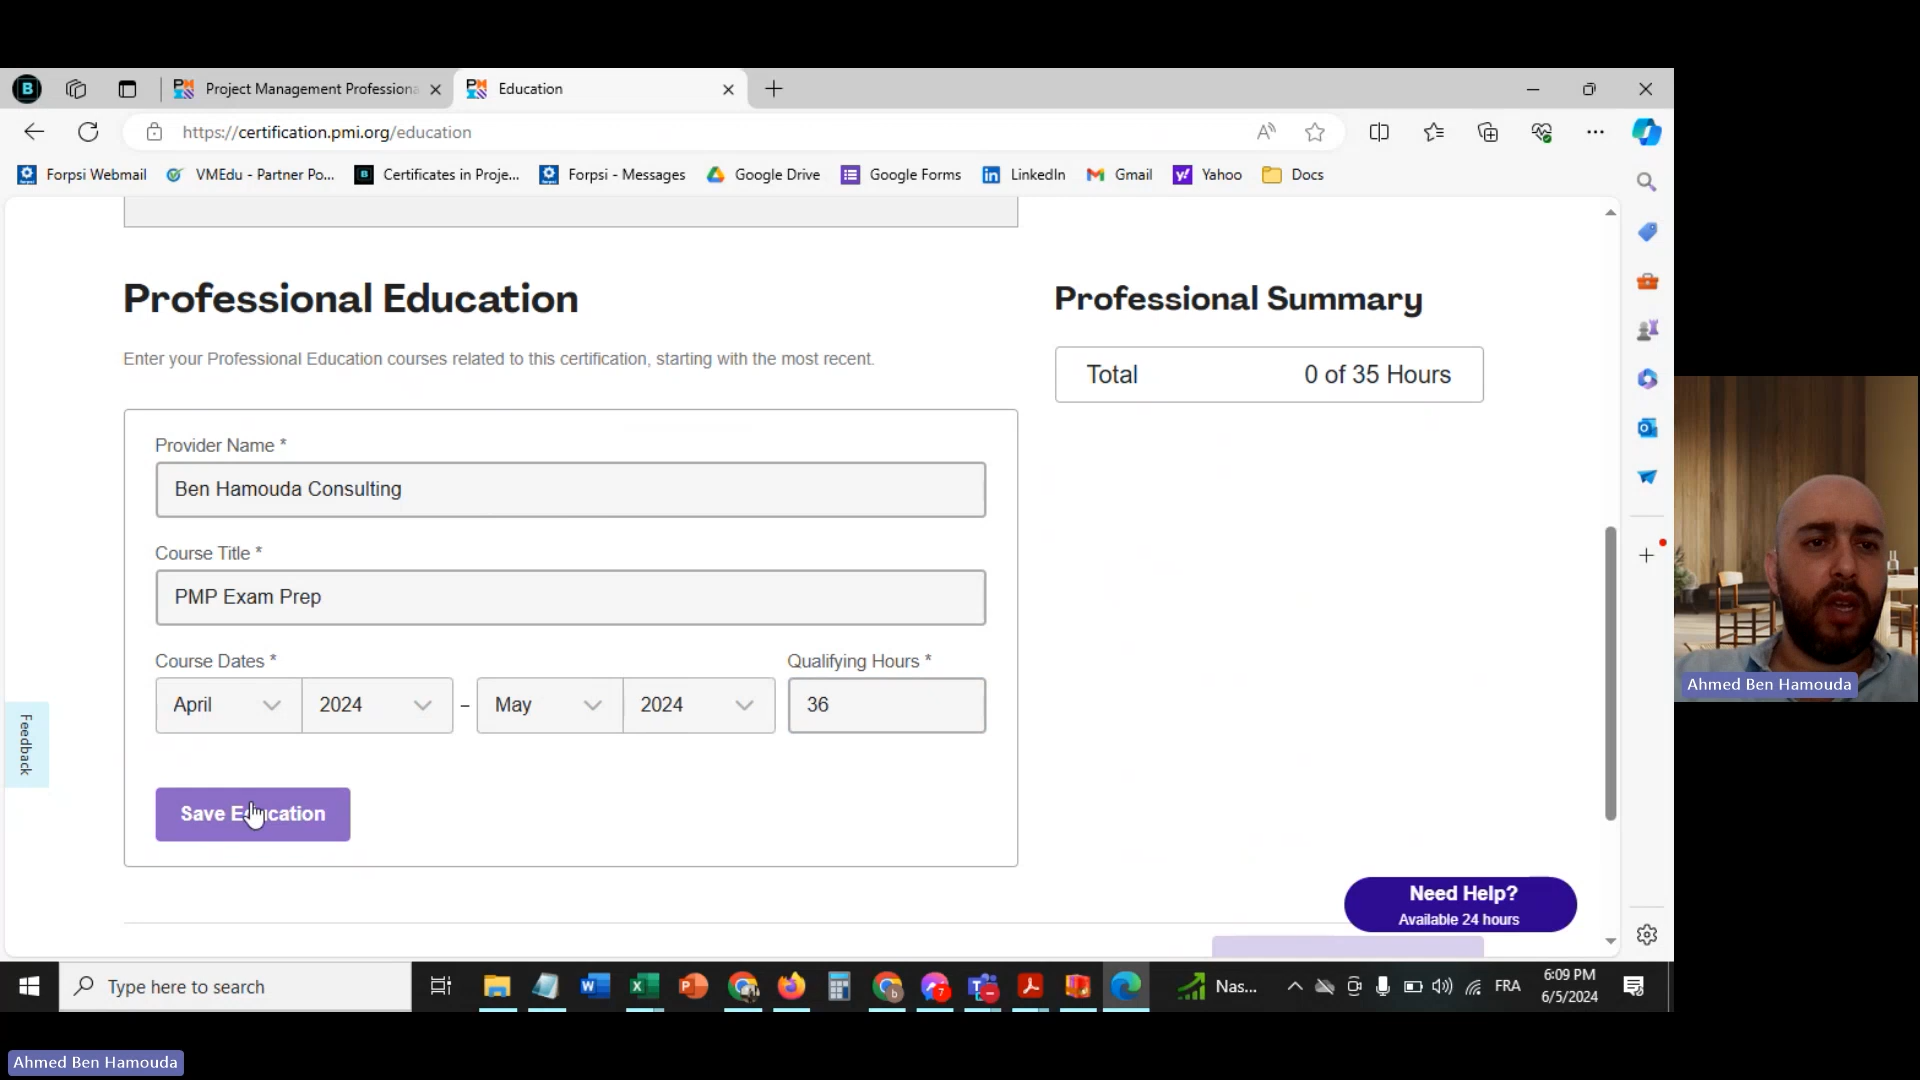 B
Project Management Professiona
Education
https://certification.pmi.org/education
Forpsi Webmail
VMEdu - Partner Po...
Certificates in Proje...
Forpsi - Messages
Google Drive
Google Forms
LinkedIn
Gmail
Yahoo
Docs
Professional Education
Professional Summary
Enter your Professional Education courses related to this certification, starting with the most recent.
Total 0 of 35 Hours
Provider Name *
Ben Hamouda Consulting
Course Title *
PMP Exam Prep
Course Dates *
Qualifying Hours *
April 2024 – May 2024 36
Save Education
Feedback
Need Help?
Available 24 hours
Ahmed Ben Hamouda
Type here to search
Nas...
FRA
6:09 PM
6/5/2024
Ahmed Ben Hamouda